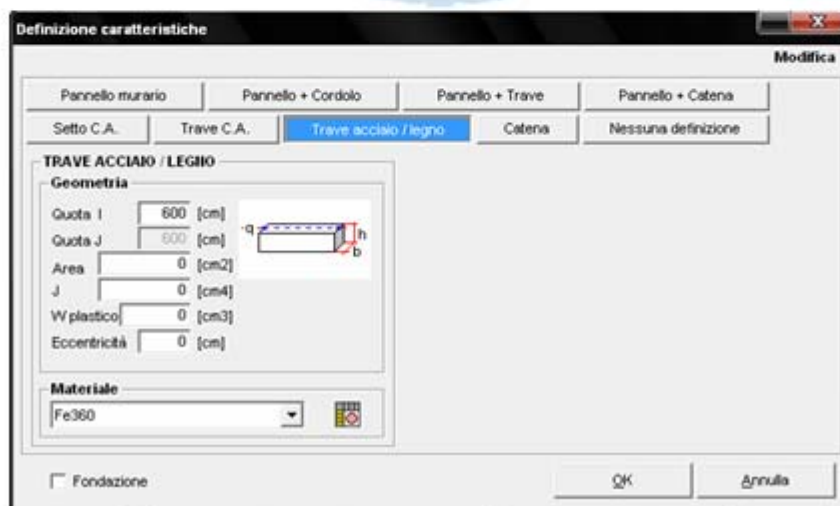 Definizione caratteristiche
Modifica
Pannello murario Pannello + Cordolo Pannello + Trave Pannello + Catena
Setto C.A. Trave C.A. Trave acciaio / legno Catena Nessuna definizione
TRAVE ACCIAIO / LEGNO
Geometria
Quota I 600 [cm]
Quota J 600 [cm]
Area 0 [cm2]
J 0 [cm4]
W plastico 0 [cm3]
Eccentricità 0 [cm]
q h b
Materiale
Fe360
Fondazione OK Annulla